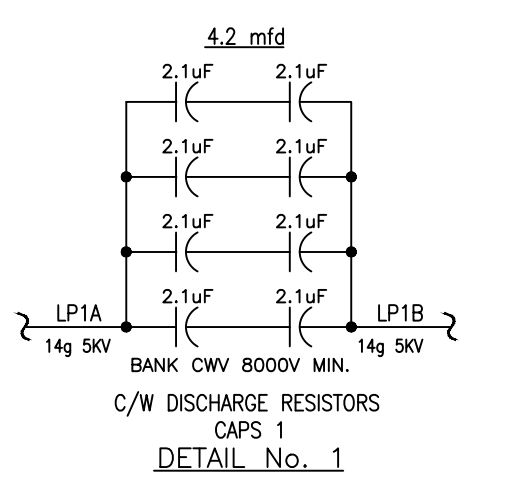 4.2 mfd
2.1uF 2.1uF
2.1uF 2.1uF
2.1uF 2.1uF
2.1uF 2.1uF
LP1A LP1B
14g 5KV 14g 5KV
BANK CWV 8000V MIN.
C/W DISCHARGE RESISTORS
CAPS 1
DETAIL No. 1